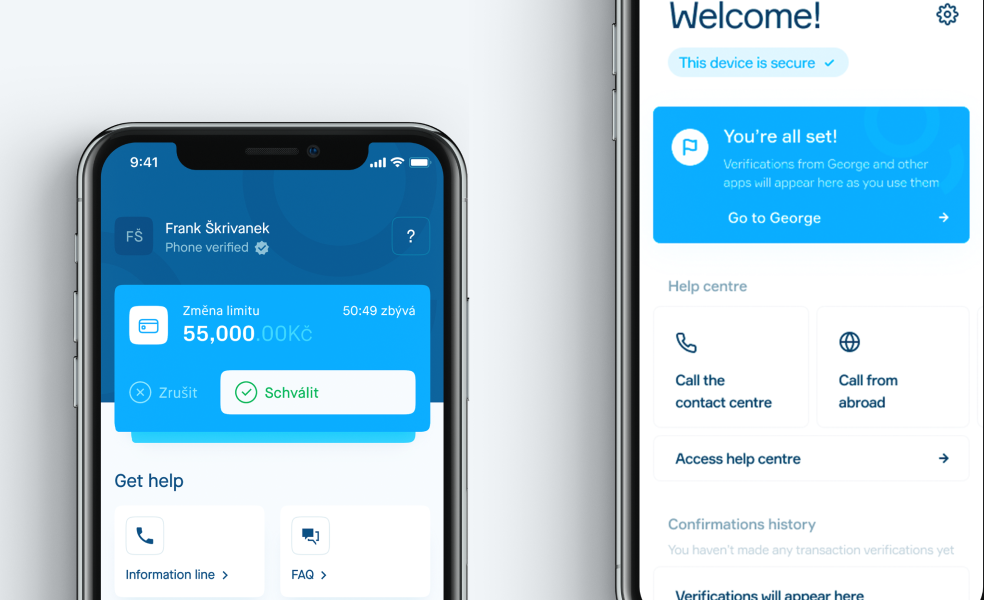 9:41
FŠ
Frank Škrivanek
Phone verified
?
Změna limitu
50:49 zbývá
55,000.00Kč
Zrušit
Schválit
Get help
Information line
FAQ
Welcome!
This device is secure
You're all set!
Verifications from George and other
apps will appear here as you use them
Go to George
Help centre
Call the
contact centre
Call from
abroad
Access help centre
Confirmations history
You haven't made any transaction verifications yet
Verifications will appear here